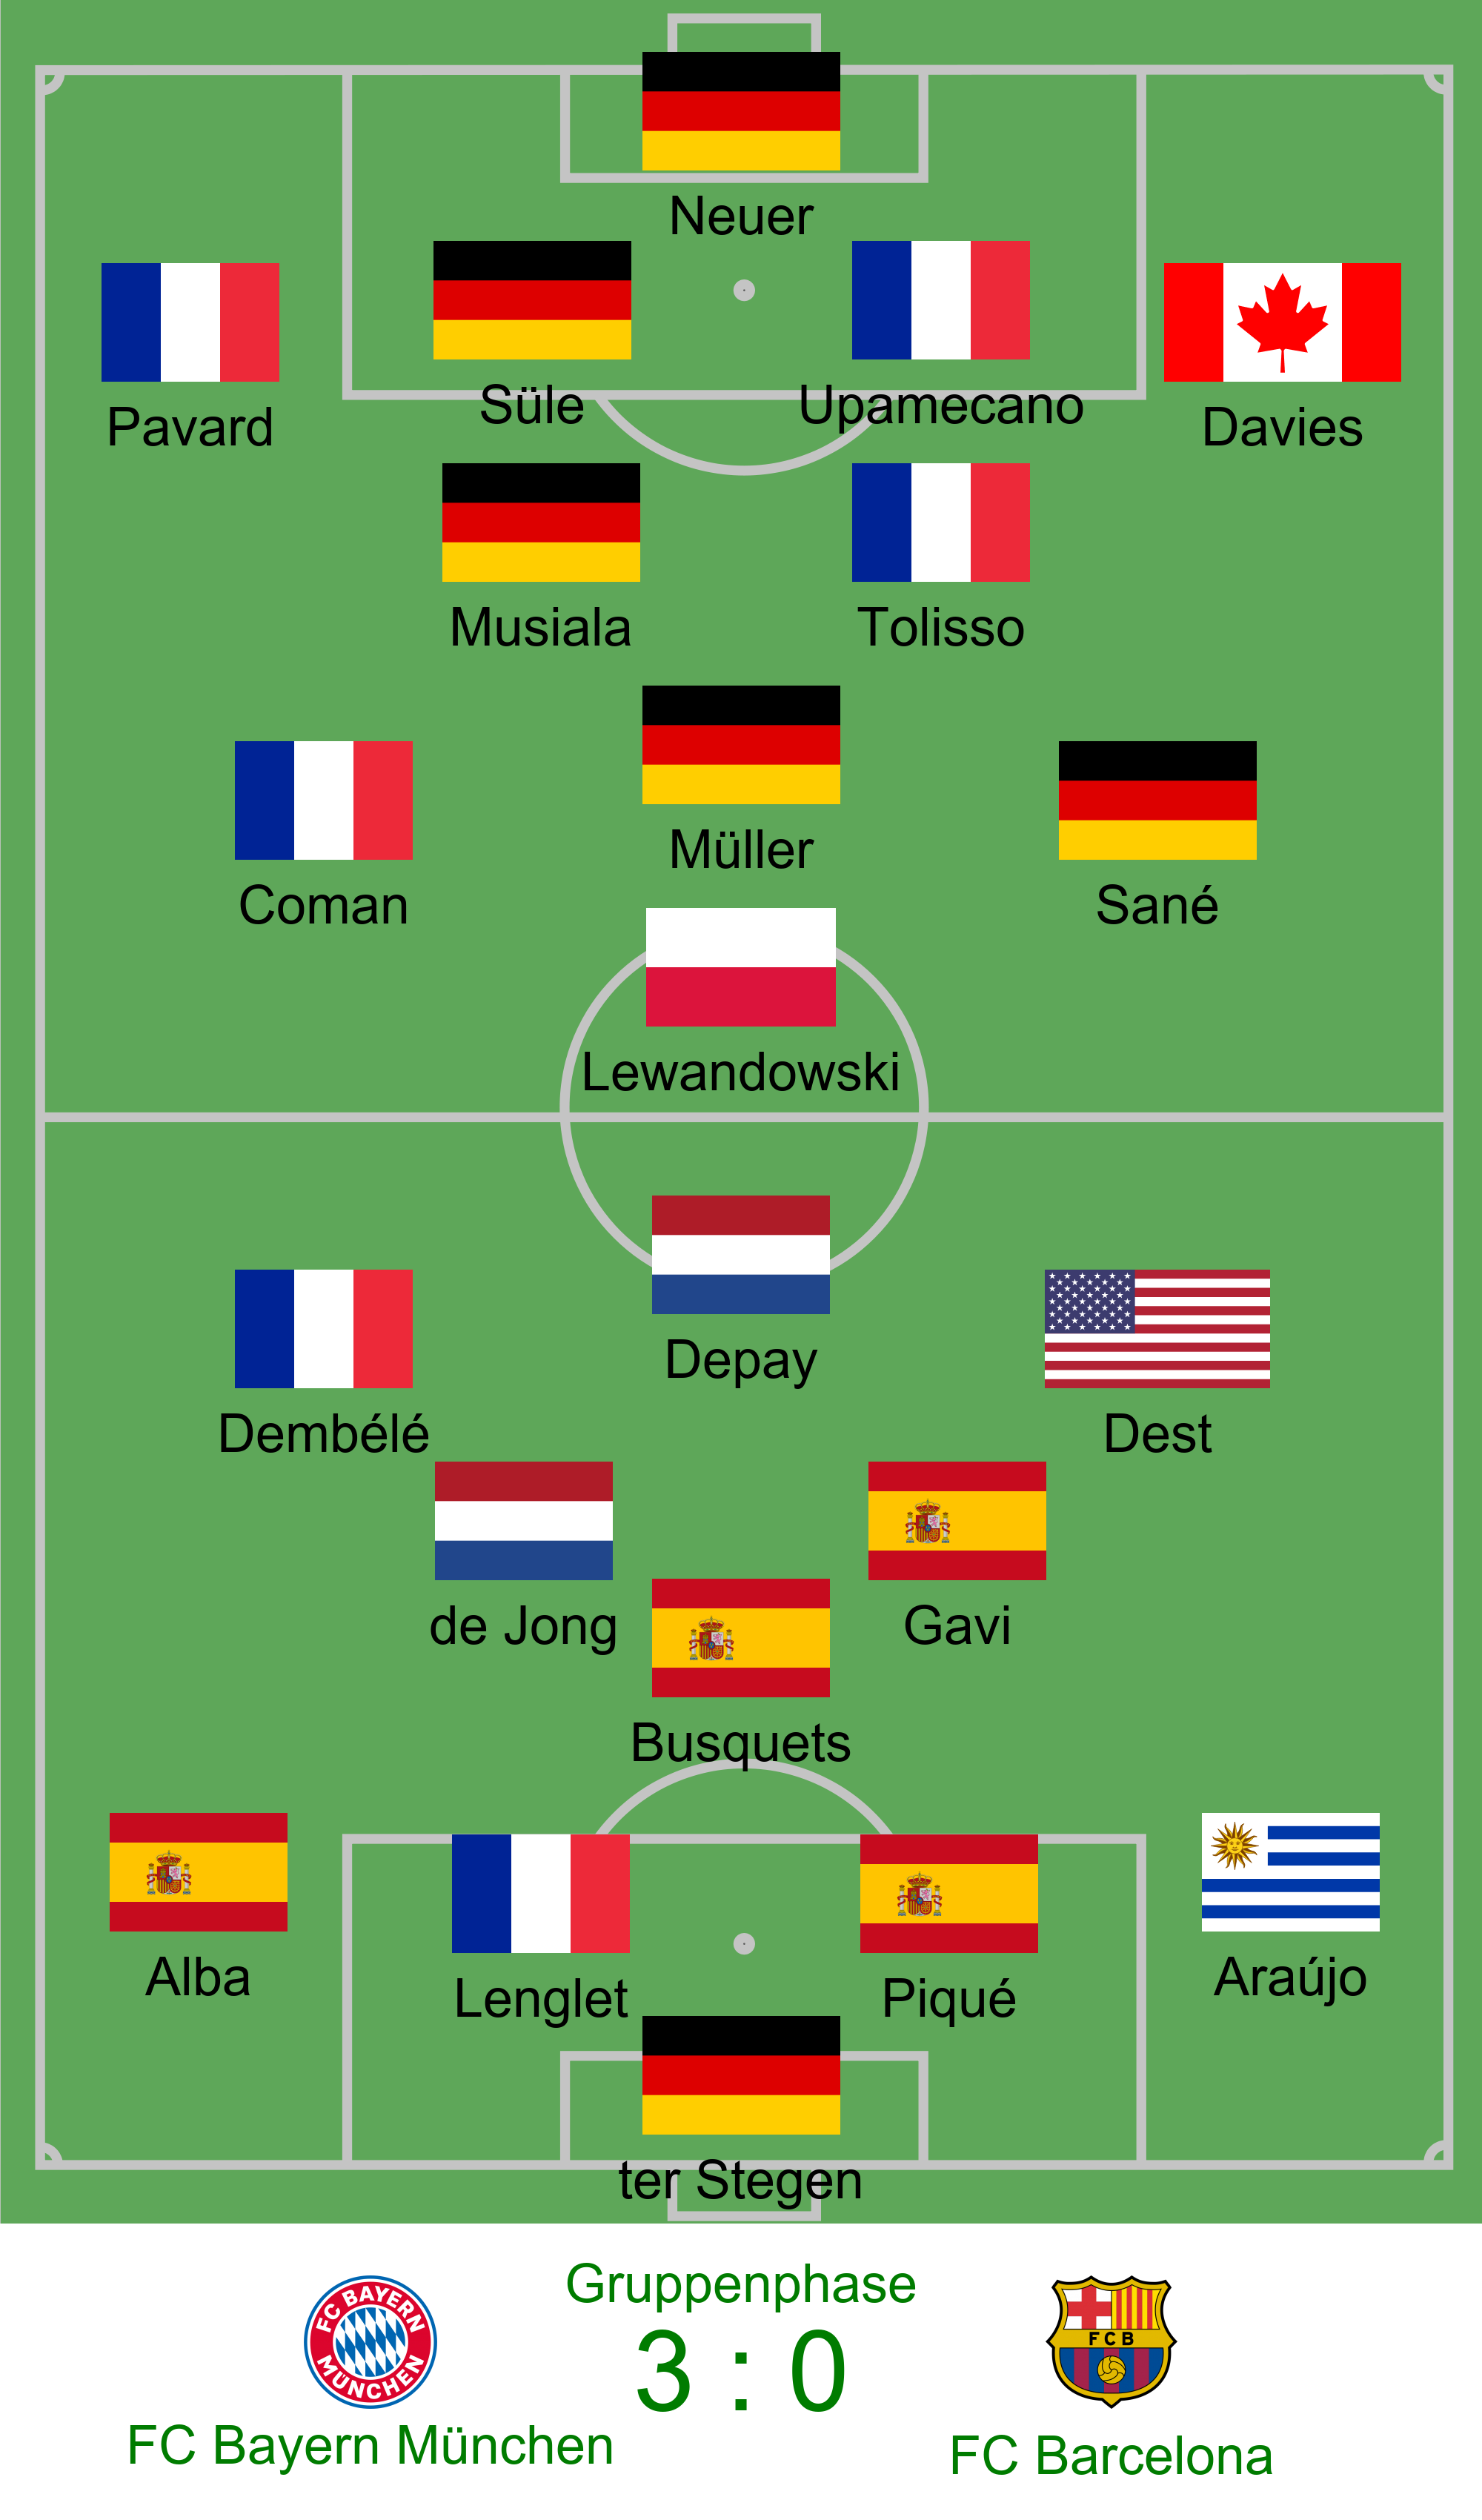 Neuer
Pavard
Süle
Upamecano
Davies
Musiala
Tolisso
Müller
Coman
Sané
Lewandowski
Depay
Dembélé
Dest
de Jong
Gavi
Busquets
Alba
Lenglet
Piqué
Araújo
ter Stegen
Gruppenphase
3 : 0
FC BAYERN
MÜNCHEN
FCB
FC Bayern München
FC Barcelona